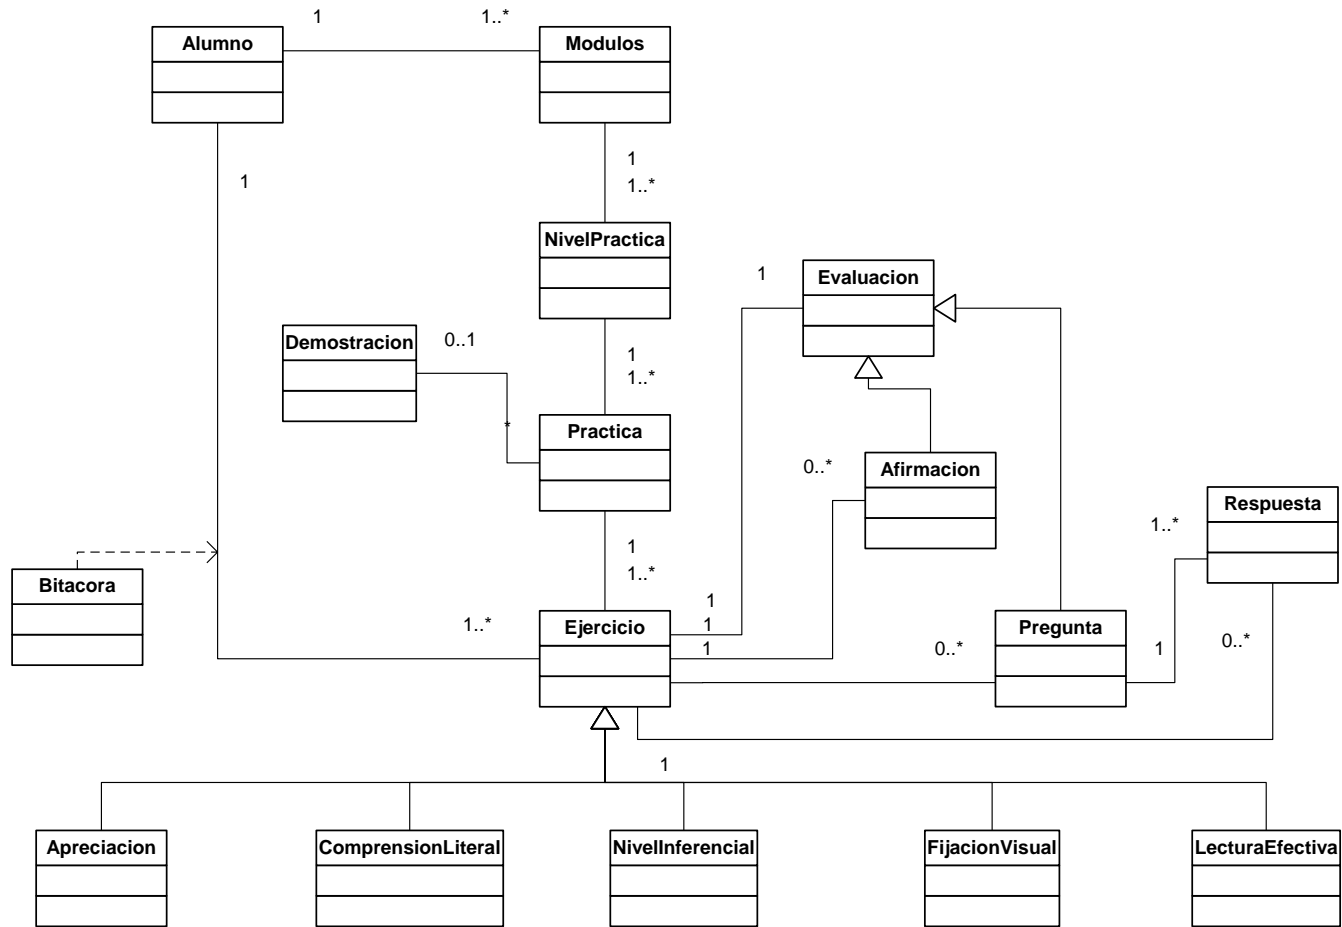 1
1..*
Alumno
Modulos
1
1
1..*
NivelPractica
1
Evaluacion
Demostracion
0..1
1
1..*
*
Practica
0..*
Afirmacion
Respuesta
1..*
1
1..*
Bitacora
1
1..*
Ejercicio
1
1
0..*
Pregunta
1
0..*
1
Apreciacion
ComprensionLiteral
NivelInferencial
FijacionVisual
LecturaEfectiva